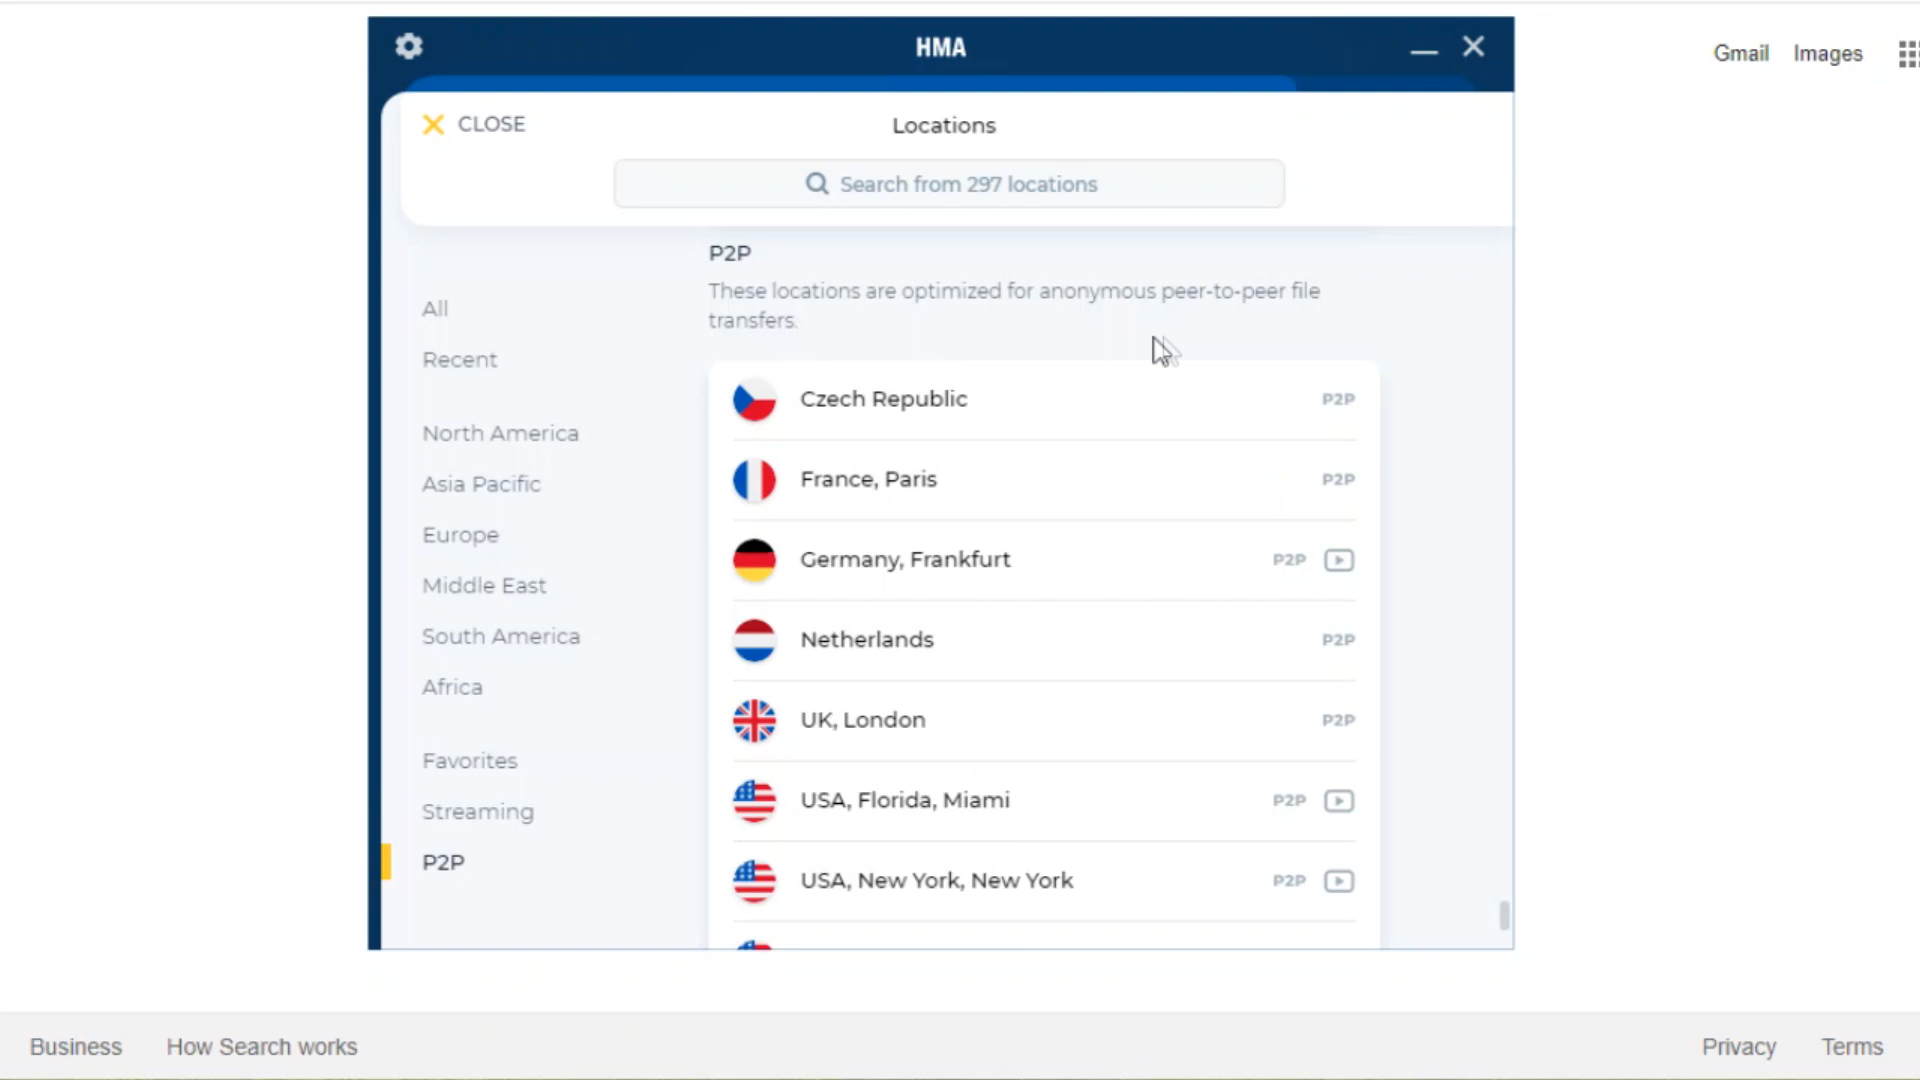 HMA
Gmail Images
CLOSE
Locations
Search from 297 locations
P2P
These locations are optimized for anonymous peer-to-peer file
transfers.
All
Recent
North America
Asia Pacific
Europe
Middle East
South America
Africa
Favorites
Streaming
P2P
Czech Republic P2P
France, Paris P2P
Germany, Frankfurt P2P
Netherlands P2P
UK, London P2P
USA, Florida, Miami P2P
USA, New York, New York P2P
Business How Search works Privacy Terms